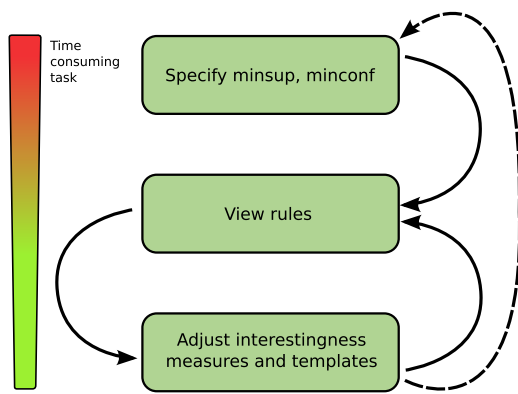 Time
consuming
task
Specify minsup, minconf
View rules
Adjust interestingness
measures and templates